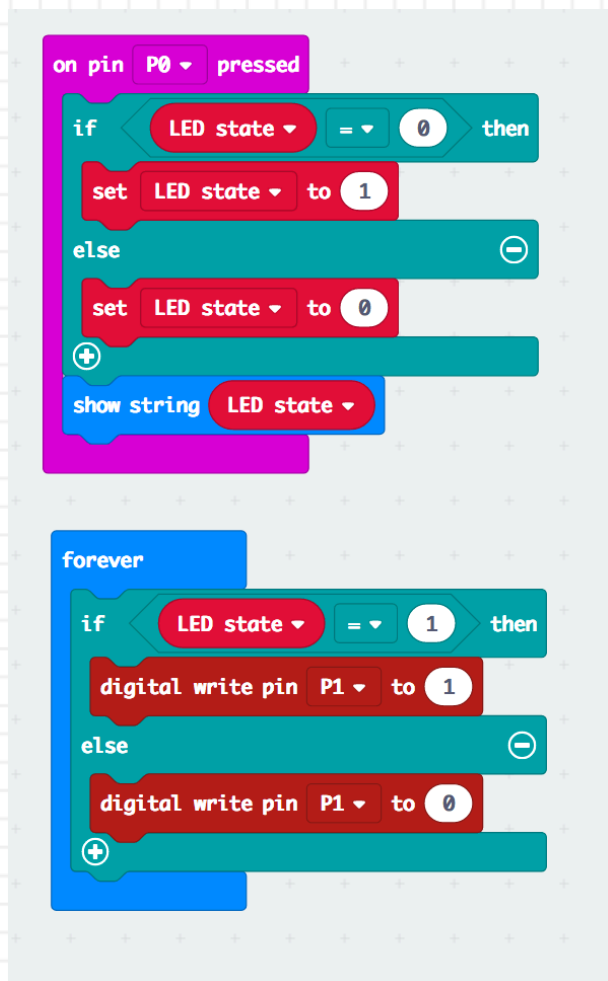 on pin P0 pressed
if LED state = 0 then
set LED state to 1
else
set LED state to 0
show string LED state
forever
if LED state = 1 then
digital write pin P1 to 1
else
digital write pin P1 to 0